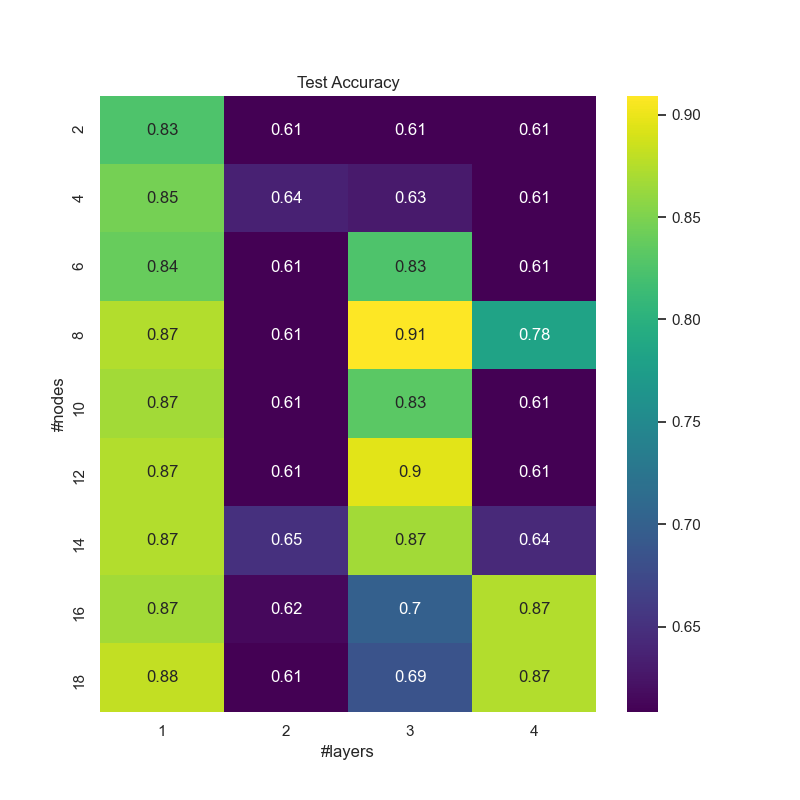 Test Accuracy
2 0.83 0.61 0.61 0.61
4 0.85 0.64 0.63 0.61
6 0.84 0.61 0.83 0.61
8 0.87 0.61 0.91 0.78
10 0.87 0.61 0.83 0.61
12 0.87 0.61 0.9 0.61
14 0.87 0.65 0.87 0.64
16 0.87 0.62 0.7 0.87
18 0.88 0.61 0.69 0.87
#nodes
1 2 3 4
#layers
0.90
0.85
0.80
0.75
0.70
0.65